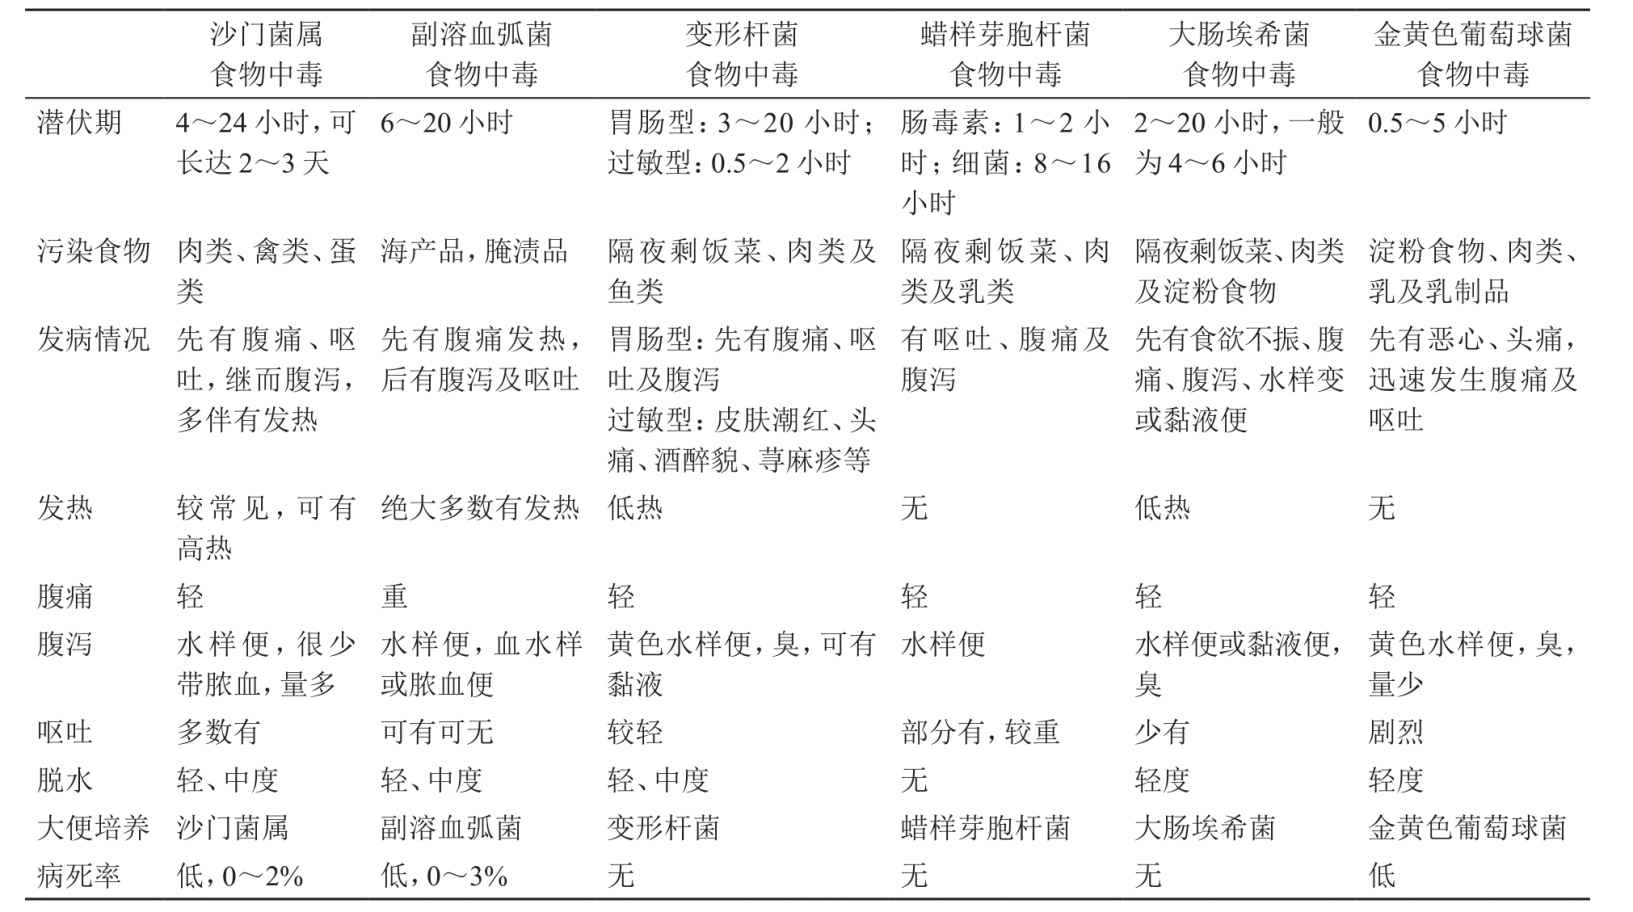 沙门菌属 副溶血弧菌 变形杆菌 蜡样芽胞杆菌 大肠埃希菌 金黄色葡萄球菌
食物中毒 食物中毒 食物中毒 食物中毒 食物中毒 食物中毒
潜伏期 4～24小时，可 6～20小时 胃肠型：3～20小时； 肠毒素：1～2小 2～20小时，一般 0.5～5小时
长达2～3天 过敏型：0.5～2小时 时；细菌：8～16 为4～6小时
小时
污染食物 肉类、禽类、蛋 海产品，腌渍品 隔夜剩饭菜、肉类及 隔夜剩饭菜、肉 隔夜剩饭菜、肉类 淀粉食物、肉类、
类 鱼类 类及乳类 及淀粉食物 乳及乳制品
发病情况 先有腹痛、呕 先有腹痛发热， 胃肠型：先有腹痛、呕 有呕吐、腹痛及 先有食欲不振、腹 先有恶心、头痛，
吐，继而腹泻， 后有腹泻及呕吐 吐及腹泻 腹泻 痛、腹泻、水样变 迅速发生腹痛及
多伴有发热 过敏型：皮肤潮红、头 或黏液便 呕吐
痛、酒醉貌、荨麻疹等
发热 较常见，可有 绝大多数有发热 低热 无 低热 无
高热
腹痛 轻 重 轻 轻 轻 轻
腹泻 水样便，很少 水样便，血水样 黄色水样便，臭，可有 水样便 水样便或黏液便， 黄色水样便，臭，
带脓血，量多 或脓血便 黏液 臭 量少
呕吐 多数有 可有可无 较轻 部分有，较重 少有 剧烈
脱水 轻、中度 轻、中度 轻、中度 无 轻度 轻度
大便培养 沙门菌属 副溶血弧菌 变形杆菌 蜡样芽胞杆菌 大肠埃希菌 金黄色葡萄球菌
病死率 低，0～2% 低，0～3% 无 无 无 低